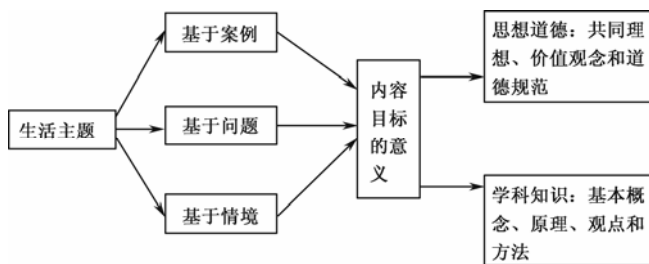 生活主题
基于案例
基于问题
基于情境
内容
目标
的意
义
思想道德：共同理
想、价值观念和道
德规范
学科知识：基本概
念、原理、观点和
方法